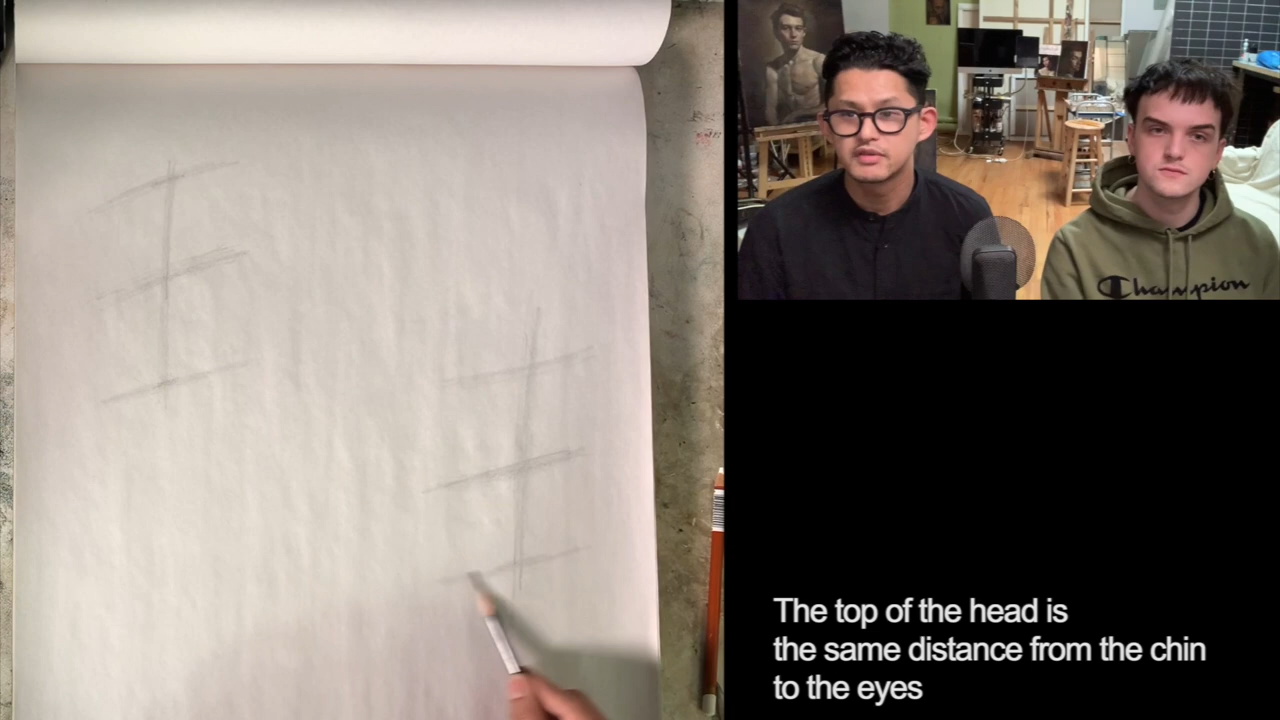 Champion
The top of the head is
the same distance from the chin
to the eyes